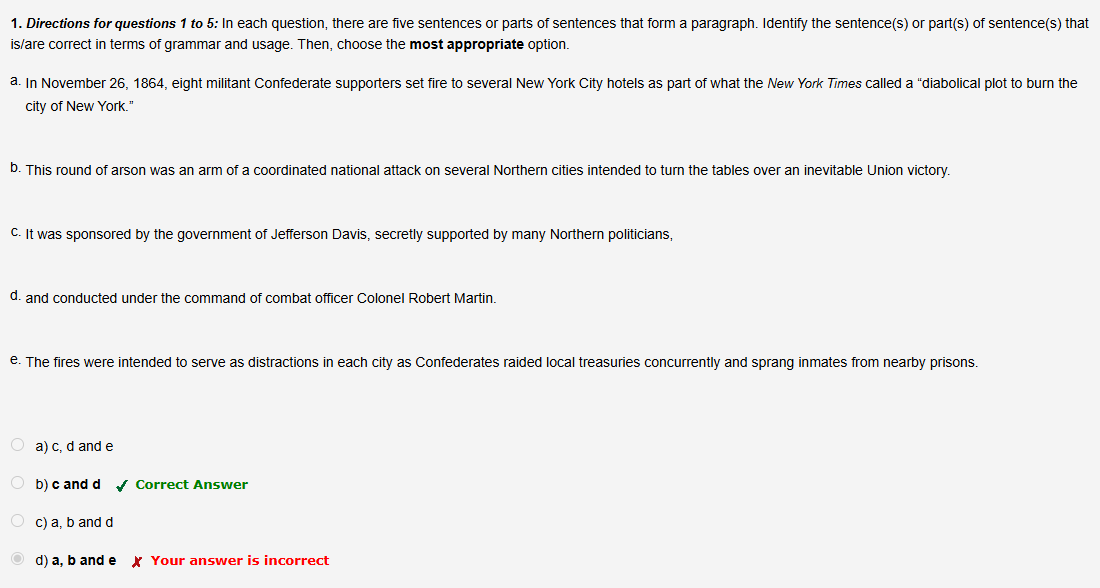 1. Directions for questions 1 to 5: In each question, there are five sentences or parts of sentences that form a paragraph. Identify the sentence(s) or part(s) of sentence(s) that
is/are correct in terms of grammar and usage. Then, choose the most appropriate option.
a. In November 26, 1864, eight militant Confederate supporters set fire to several New York City hotels as part of what the New York Times called a “diabolical plot to burn the
city of New York.”
b. This round of arson was an arm of a coordinated national attack on several Northern cities intended to turn the tables over an inevitable Union victory.
c. It was sponsored by the government of Jefferson Davis, secretly supported by many Northern politicians,
d. and conducted under the command of combat officer Colonel Robert Martin.
e. The fires were intended to serve as distractions in each city as Confederates raided local treasuries concurrently and sprang inmates from nearby prisons.
a) c, d and e
b) c and d ✓ Correct Answer
c) a, b and d
d) a, b and e ✗ Your answer is incorrect